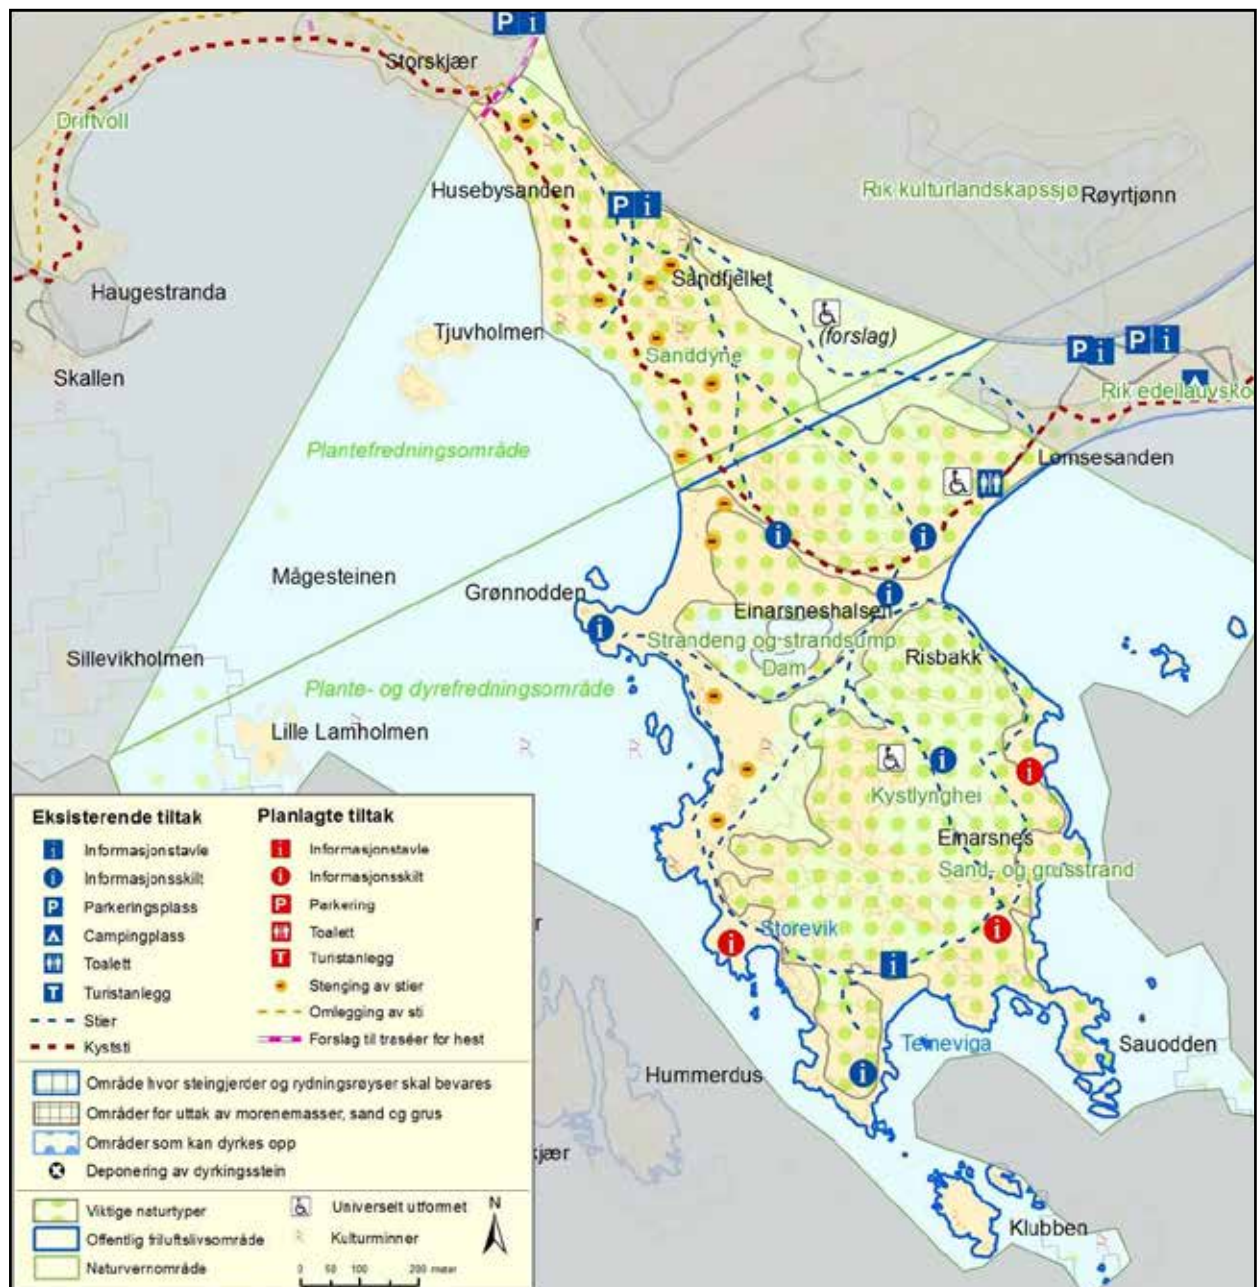 P i
Storskjær
Driftvoll
Husebysanden
P i
Rik kulturlandskapssjø
Røyrtjønn
Haugestranda
Sandfjellet
Tjuvholmen
(forslag)
P i
P i
Sanddyne
Skallen
Rik edellauvsko
Plantefredningsområde
Lomsesanden
i
i
Mågesteinen
Grønnodden
i
Einarsneshalsen
i
Strandeng og strandsump
Sillevikholmen
Risbakk
Dam
Plante- og dyrefredningsområde
Lille Lamholmen
i
i
Kystlynghei
Einarsnes
Sand- og grusstrand
Storevik
i
i
i
Teineviga
Sauodden
Hummerdus
i
kjær
Klubben
Eksisterende tiltak
i Informasjonstavle
i Informasjonsskilt
P Parkeringsplass
Campingplass
Toalett
T Turistanlegg
Stier
Kyststi
Planlagte tiltak
i Informasjonstavle
i Informasjonsskilt
P Parkering
Toalett
T Turistanlegg
Stenging av stier
Omlegging av sti
Forslag til traséer for hest
Område hvor steingjerder og rydningsrøyser skal bevares
Områder for uttak av morenemasser, sand og grus
Områder som kan dyrkes opp
Deponering av dyrkingsstein
Viktige naturtyper
Offentlig friluftslivsområde
Naturvernområde
Universelt utformet
Kulturminner
N
0 50 100 200 meter